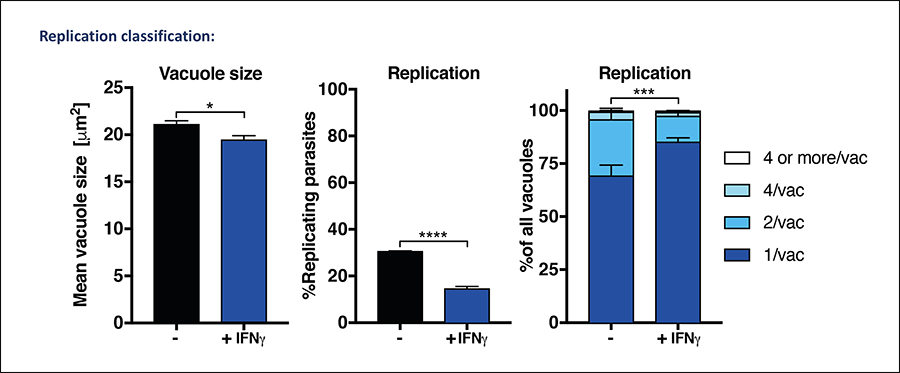 Replication classification:
Vacuole size
Mean vacuole size [μm²]
25
20
15
10
5
0
*
-
+ IFNγ
Replication
%Replicating parasites
100
80
60
40
20
0
****
-
+ IFNγ
Replication
%of all vacuoles
100
75
50
25
0
***
-
+ IFNγ
4 or more/vac
4/vac
2/vac
1/vac